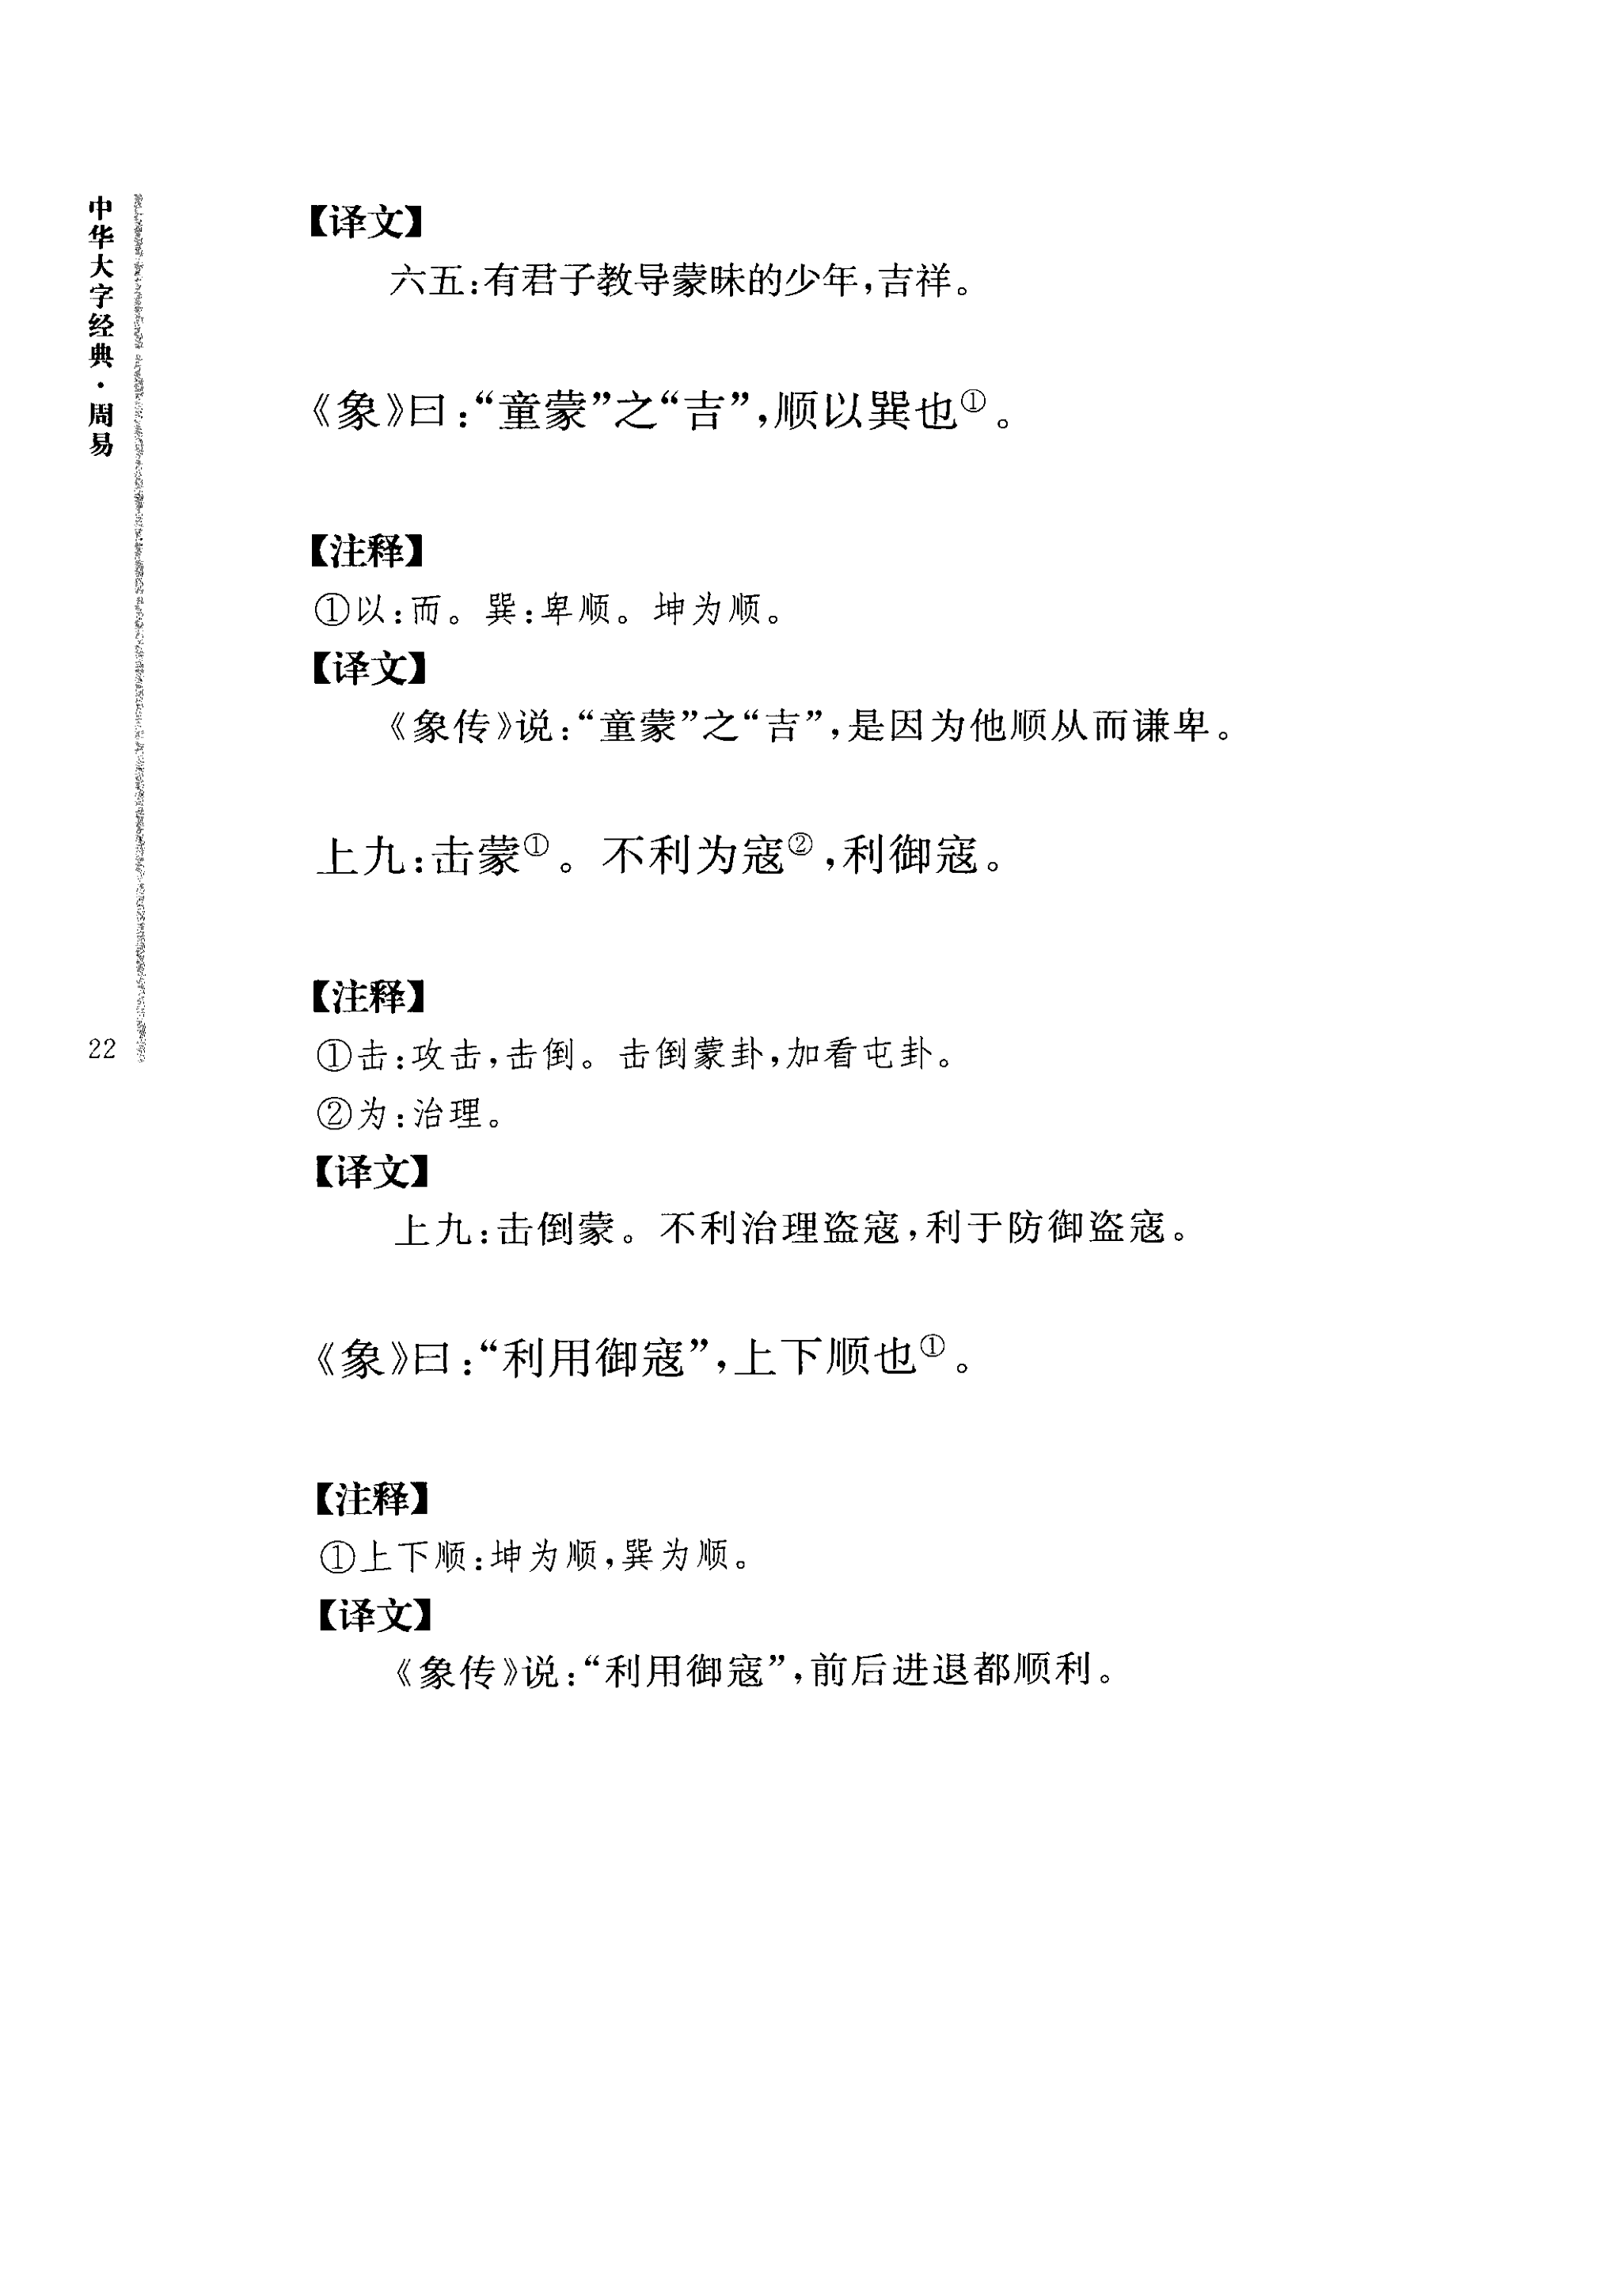 中华大字经典·周易
22
【译文】
六五：有君子教导蒙昧的少年，吉祥。
《象》曰：“童蒙”之“吉”，顺以巽也①。
【注释】
①以：而。巽：卑顺。坤为顺。
【译文】
《象传》说：“童蒙”之“吉”，是因为他顺从而谦卑。
上九：击蒙①。不利为寇②，利御寇。
【注释】
①击：攻击，击倒。击倒蒙卦，加看屯卦。
②为：治理。
【译文】
上九：击倒蒙。不利治理盗寇，利于防御盗寇。
《象》曰：“利用御寇”，上下顺也①。
【注释】
①上下顺：坤为顺，巽为顺。
【译文】
《象传》说：“利用御寇”，前后进退都顺利。